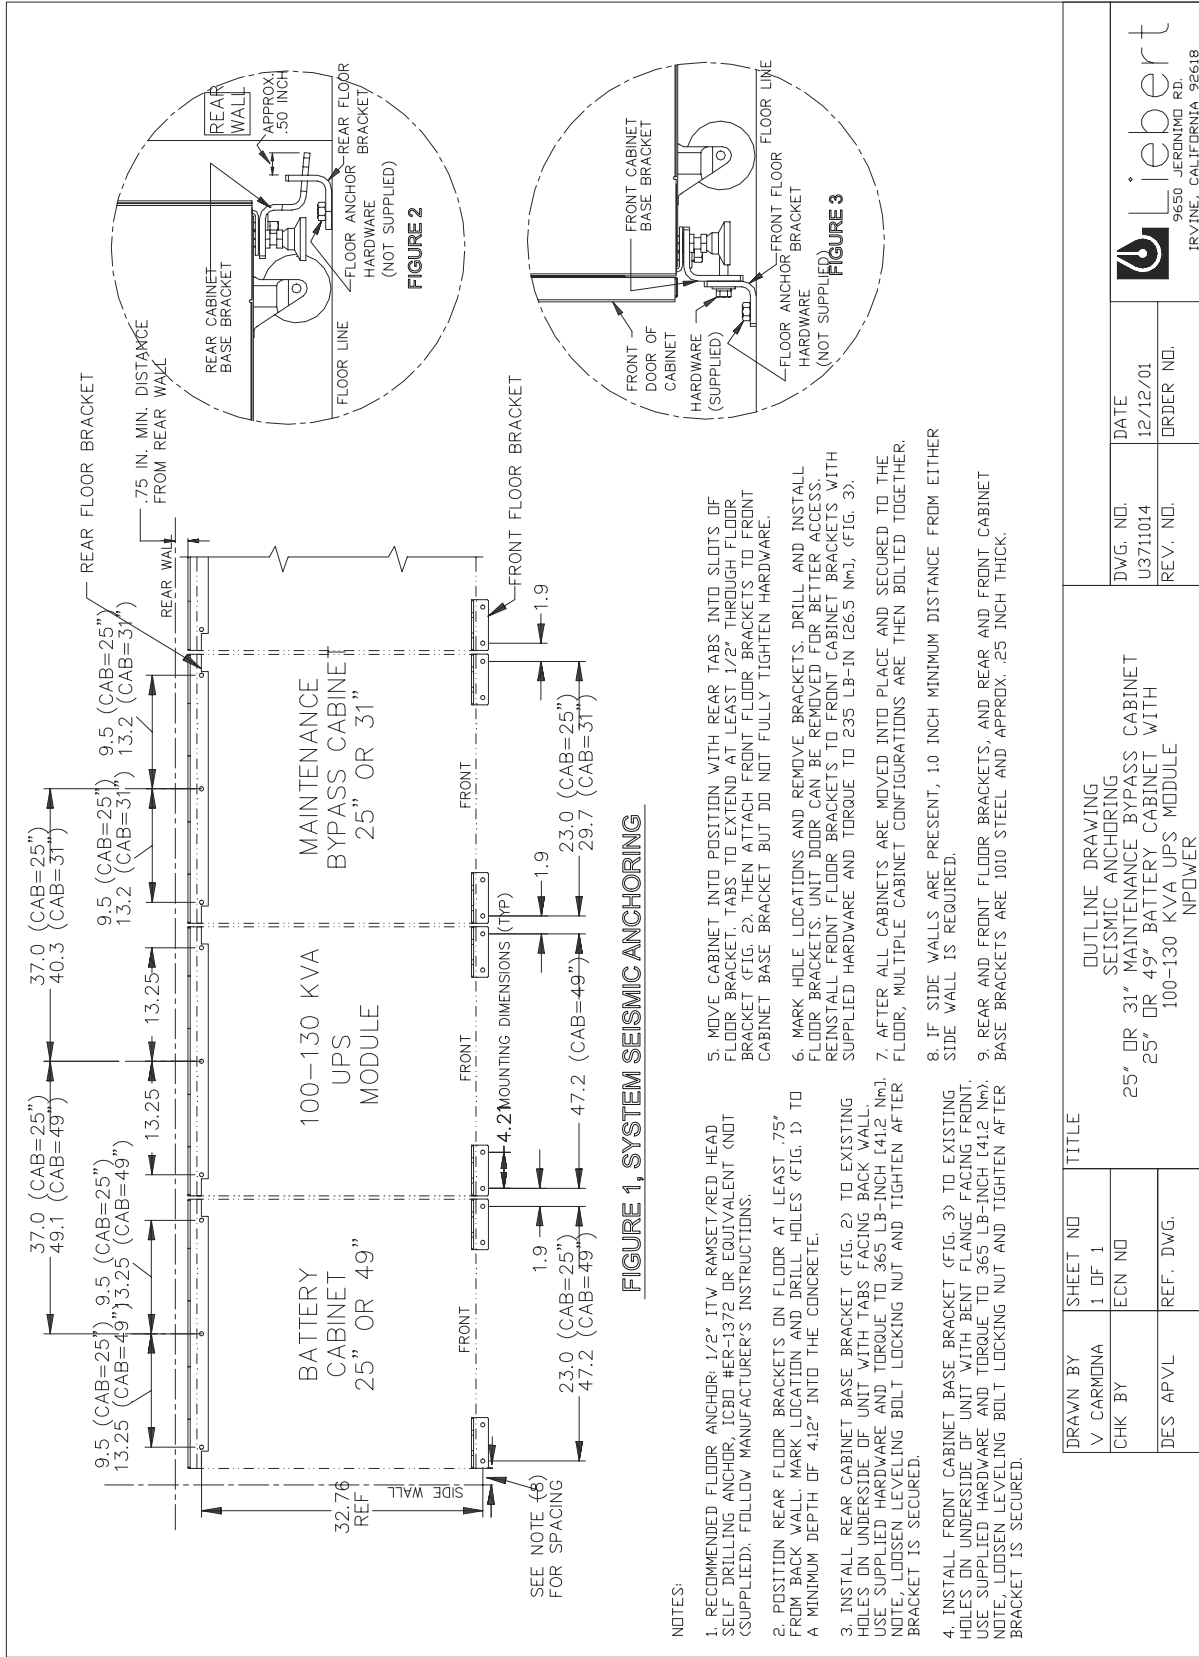 37.0 (CAB=25")
49.1 (CAB=49")
37.0 (CAB=25")
40.3 (CAB=31")
9.5 (CAB=25")
13.25 (CAB=49")
9.5 (CAB=25")
13.25 (CAB=49")
13.25
13.25
9.5 (CAB=25")
13.2 (CAB=31")
9.5 (CAB=25")
13.2 (CAB=31")
REAR FLOOR BRACKET
.75 IN. MIN. DISTANCE
FROM REAR WALL
REAR WALL
SIDE WALL
32.76
REF
BATTERY
CABINET
25" OR 49"
100-130 KVA
UPS
MODULE
MAINTENANCE
BYPASS CABINET
25" OR 31"
FRONT
FRONT
FRONT
SEE NOTE (8)
FOR SPACING
1.9
23.0 (CAB=25")
47.2 (CAB=49")
4.21
MOUNTING DIMENSIONS (TYP)
47.2 (CAB=49")
1.9
23.0 (CAB=25")
29.7 (CAB=31")
1.9
FRONT FLOOR BRACKET
FIGURE 1, SYSTEM SEISMIC ANCHORING
REAR CABINET
BASE BRACKET
REAR
WALL
APPROX.
.50 INCH
FLOOR LINE
REAR FLOOR
BRACKET
FLOOR ANCHOR
HARDWARE
(NOT SUPPLIED)
FIGURE 2
FRONT
DOOR OF
CABINET
FRONT CABINET
BASE BRACKET
HARDWARE
(SUPPLIED)
FLOOR LINE
FRONT FLOOR
BRACKET
FLOOR ANCHOR
HARDWARE
(NOT SUPPLIED)
FIGURE 3
NOTES:
1. RECOMMENDED FLOOR ANCHOR: 1/2" ITW RAMSET/RED HEAD
SELF DRILLING ANCHOR, ICBO #ER-1372 OR EQUIVALENT (NOT
(SUPPLIED). FOLLOW MANUFACTURER'S INSTRUCTIONS.
2. POSITION REAR FLOOR BRACKETS ON FLOOR AT LEAST .75"
FROM BACK WALL. MARK LOCATION AND DRILL HOLES (FIG. 1) TO
A MINIMUM DEPTH OF 4.12" INTO THE CONCRETE.
3. INSTALL REAR CABINET BASE BRACKET (FIG. 2) TO EXISTING
HOLES ON UNDERSIDE OF UNIT WITH TABS FACING BACK WALL.
USE SUPPLIED HARDWARE AND TORQUE TO 365 LB-INCH [41.2 Nm].
NOTE, LOOSEN LEVELING BOLT LOCKING NUT AND TIGHTEN AFTER
BRACKET IS SECURED.
4. INSTALL FRONT CABINET BASE BRACKET (FIG. 3) TO EXISTING
HOLES ON UNDERSIDE OF UNIT WITH BENT FLANGE FACING FRONT.
USE SUPPLIED HARDWARE AND TORQUE TO 365 LB-INCH [41.2 Nm).
NOTE, LOOSEN LEVELING BOLT LOCKING NUT AND TIGHTEN AFTER
BRACKET IS SECURED.
5. MOVE CABINET INTO POSITION WITH REAR TABS INTO SLOTS OF
FLOOR BRACKET. TABS TO EXTEND AT LEAST 1/2" THROUGH FLOOR
BRACKET (FIG. 2), THEN ATTACH FRONT FLOOR BRACKETS TO FRONT
CABINET BASE BRACKET BUT DO NOT FULLY TIGHTEN HARDWARE.
6. MARK HOLE LOCATIONS AND REMOVE BRACKETS. DRILL AND INSTALL
FLOOR BRACKETS. UNIT DOOR CAN BE REMOVED FOR BETTER ACCESS.
REINSTALL FRONT FLOOR BRACKETS TO FRONT CABINET BRACKETS WITH
SUPPLIED HARDWARE AND TORQUE TO 235 LB-IN [26.5 Nm], (FIG. 3).
7. AFTER ALL CABINETS ARE MOVED INTO PLACE AND SECURED TO THE
FLOOR, MULTIPLE CABINET CONFIGURATIONS ARE THEN BOLTED TOGETHER.
8. IF SIDE WALLS ARE PRESENT, 1.0 INCH MINIMUM DISTANCE FROM EITHER
SIDE WALL IS REQUIRED.
9. REAR AND FRONT FLOOR BRACKETS, AND REAR AND FRONT CABINET
BASE BRACKETS ARE 1010 STEEL AND APPROX. .25 INCH THICK.
DRAWN BY
V CARMONA
CHK BY
DES APVL
SHEET NO
1 OF 1
ECN NO
REF. DWG.
TITLE
OUTLINE DRAWING
SEISMIC ANCHORING
25" OR 31" MAINTENANCE BYPASS CABINET
25" OR 49" BATTERY CABINET WITH
100-130 KVA UPS MODULE
NPOWER
DWG. NO.
U3711014
REV. NO.
DATE
12/12/01
ORDER NO.
Liebert
9650 JERONIMO RD.
IRVINE, CALIFORNIA 92618